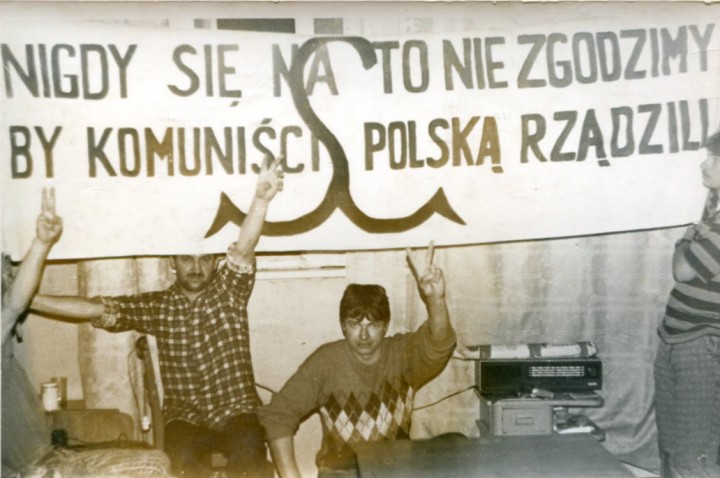 NIGDY SIĘ NA TO NIE ZGODZIMY
BY KOMUNIŚCI POLSKĄ RZĄDZILI